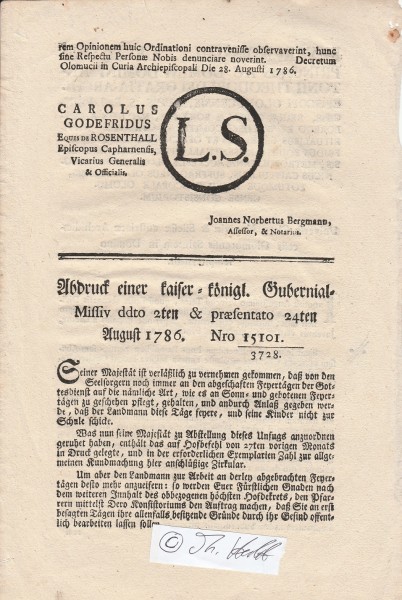 rem Opinionem huic Ordinationi contravenisse observaverint, hunc
sine Respectu Personæ Nobis denunciare noverint. Decretum
Olomucii in Curia Archiepiscopali Die 28. Augusti 1786.
CAROLUS
GODEFRIDUS
EQUES DE ROSENTHALL
Episcopus Capharnensis,
Vicarius Generalis
& Officialis.
L.S.
Joannes Norbertus Bergmann,
Assessor, & Notarius.
Abdruck einer kaiser-königl. Gubernial-
Missiv ddto 2ten & præsentato 24ten
August 1786. Nro 15101.
3728.
Seiner Majestät ist verläßlich zu vernehmen gekommen, daß von den
Seelsorgern noch immer an den abgeschaften Feyertägen der Got-
tesdienst auf die nämliche Art, wie es an Sonn- und gebotenen Feyer-
tägen zu geschehen pflegt, gehalten, und andurch Anlaß gegeben wer-
de, daß der Landmann diese Täge feyere, und seine Kinder nicht zur
Schule schicke.
Was nun seine Majestät zu Abstellung dieses Unfugs anzuordnen
geruhet haben, enthält das auf Hofbefehl von 27ten vorigen Monats
in Druck gelegte, und in der erforderlichen Exemplarien Zahl zur allge-
meinen Kundmachung hier anschlüßige Zirkular.
Um aber den Landmann zur Arbeit an derley abgebrachten Feyer-
tägen desto mehr anzueifern: so werden Euer Fürstlichen Gnaden nach
dem weiteren Innhalt des obbezogenen höchsten Hofdekrets, den Pfar-
rern mittelst Dero Konsistoriums den Auftrag machen, daß Sie an erst
besagten Tägen ihre allenfalls besitzende Gründe durch ihr Gesind öffent-
lich bearbeiten lassen sollen.
©